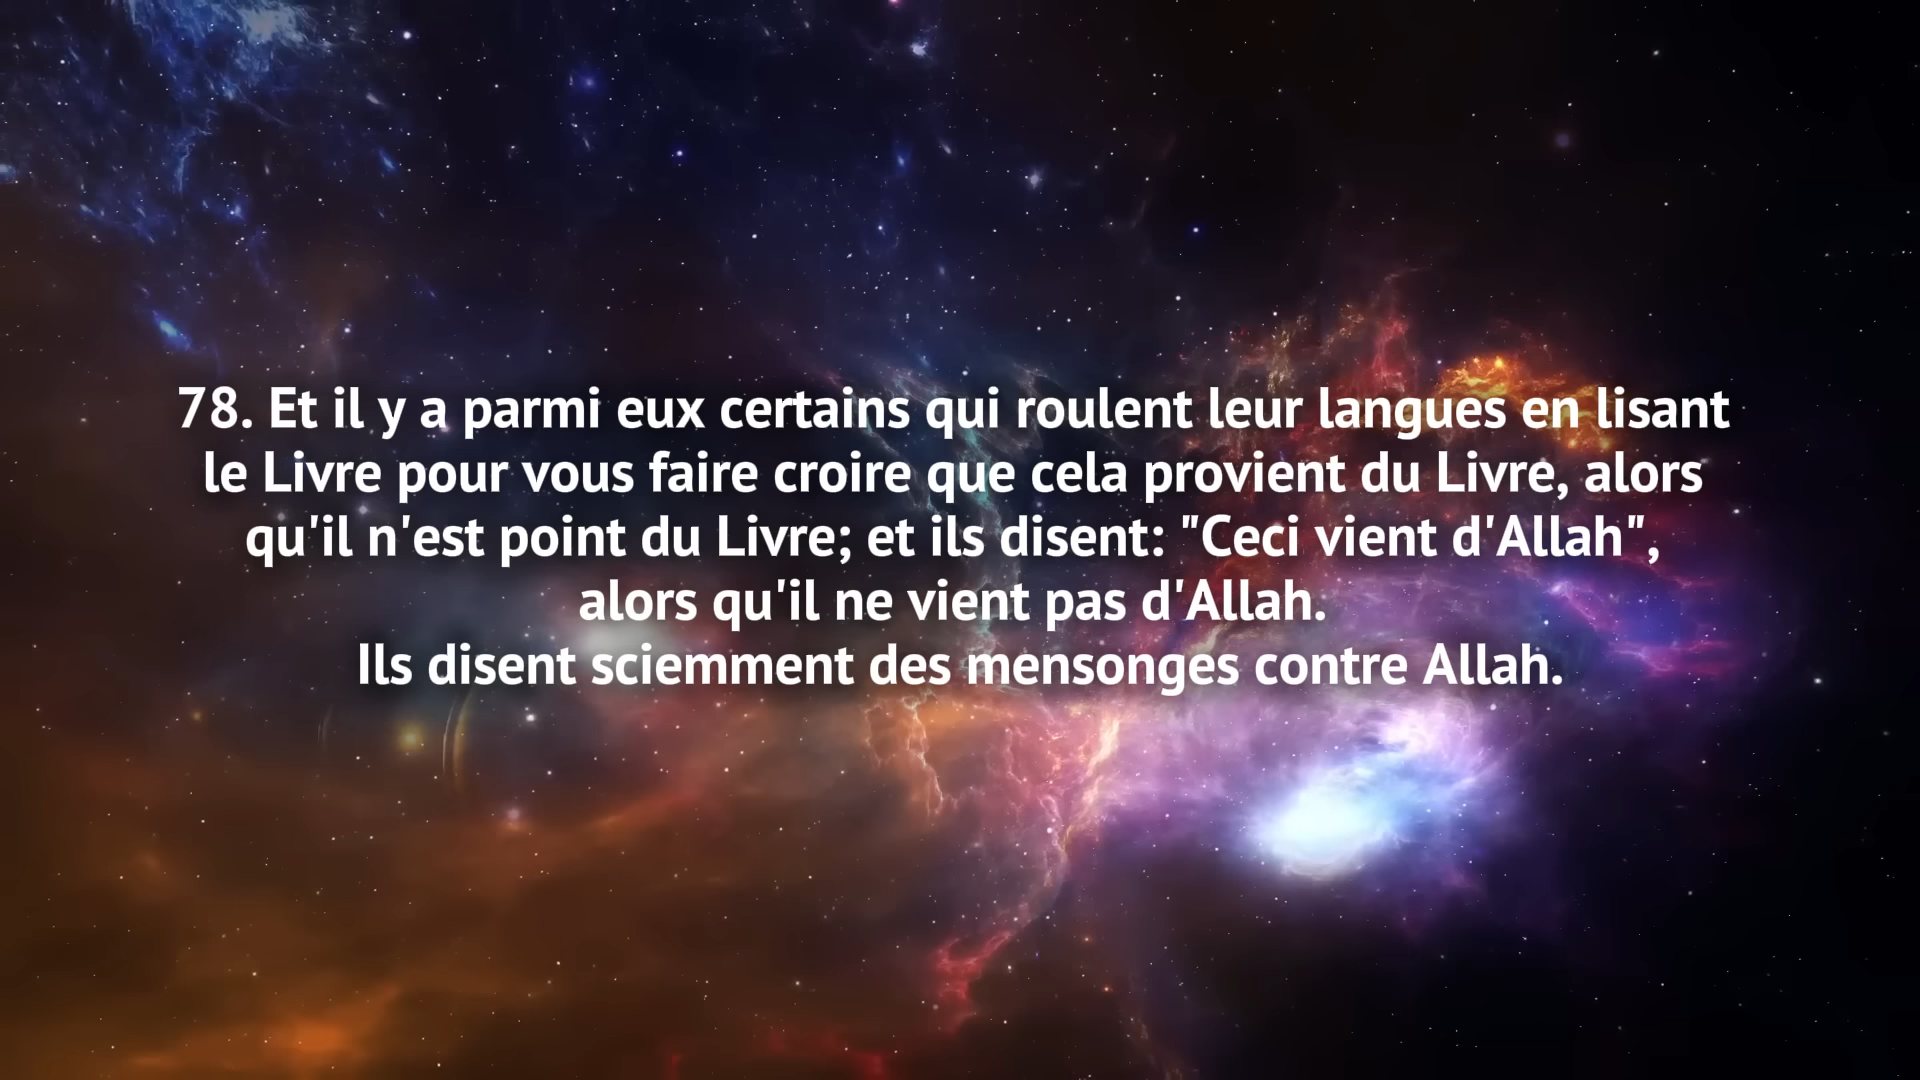 78. Et il y a parmi eux certains qui roulent leur langues en lisant
le Livre pour vous faire croire que cela provient du Livre, alors
qu'il n'est point du Livre; et ils disent: "Ceci vient d'Allah",
alors qu'il ne vient pas d'Allah.
Ils disent sciemment des mensonges contre Allah.